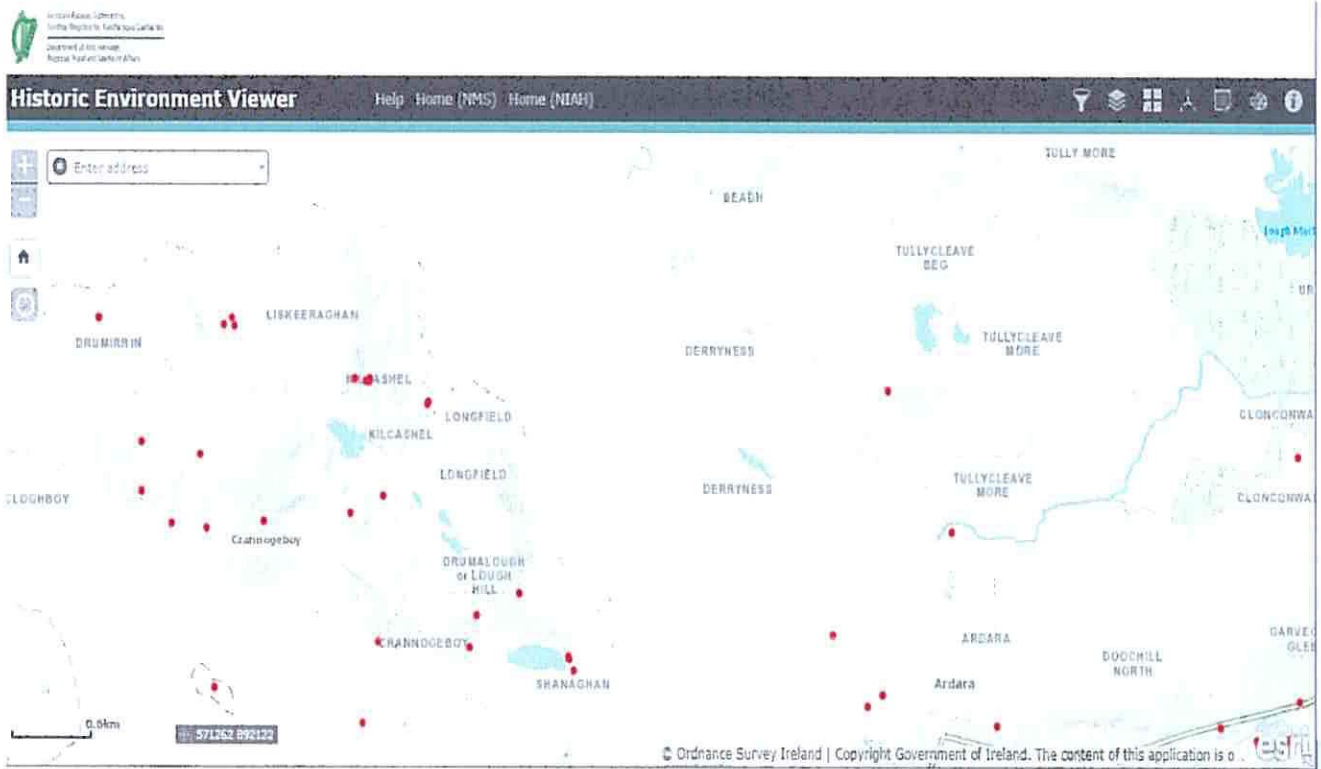 Historic Environment Viewer
Help Home (NMS) Home (NIAH)
Enter address
TULLY MORE
BEAGH
TULLYCLEAVE
BEG
LISKEERAGHAN
DRUMIRRIN
DERRYNESS
TULLYCLEAVE
MORE
LONGFIELD
KILCASHEL
LONGFIELD
DERRYNESS
TULLYCLEAVE
MORE
CLOGHBOY
CLONCONWA
CLONCONWA
Crannogeboy
DRUMALOUGH
or LOUGH
HILL
CRANNOGEBOY
SHANAGHAN
ARDARA
Ardara
DOOCHILL
NORTH
GARVEG
GLEB
0.6km
571262 892122
© Ordnance Survey Ireland | Copyright Government of Ireland. The content of this application is o...
esri